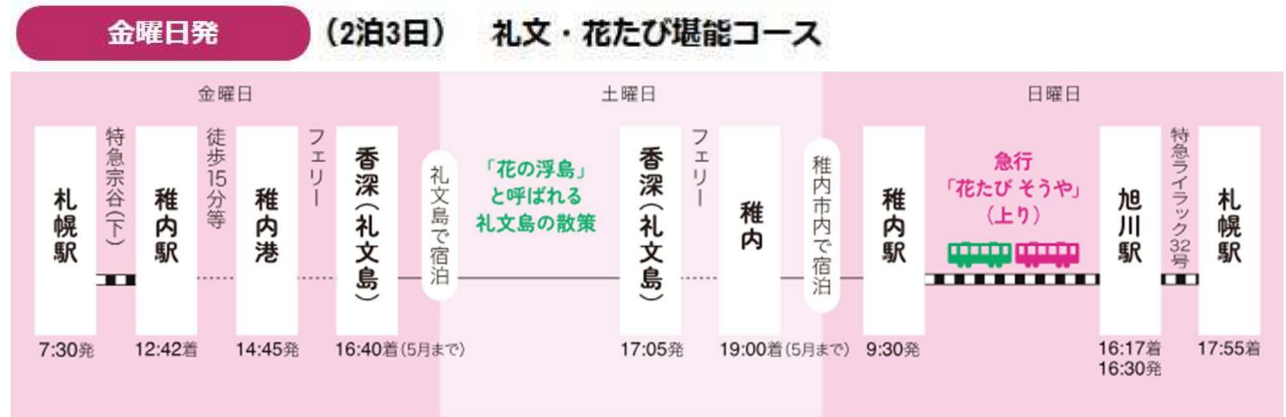 金曜日発 (2泊3日) 礼文・花たび堪能コース
金曜日
札幌駅
7:30発
特急宗谷(下)
稚内駅
12:42着
徒歩15分等
稚内港
14:45発
フェリー
香深(礼文島)
16:40着(5月まで)
礼文島で宿泊
土曜日
「花の浮島」
と呼ばれる
礼文島の散策
香深(礼文島)
17:05発
フェリー
稚内
19:00着(5月まで)
稚内市内で宿泊
日曜日
稚内駅
9:30発
急行
「花たび そうや」
(上り)
旭川駅
16:17着
16:30発
特急ライラック32号
札幌駅
17:55着